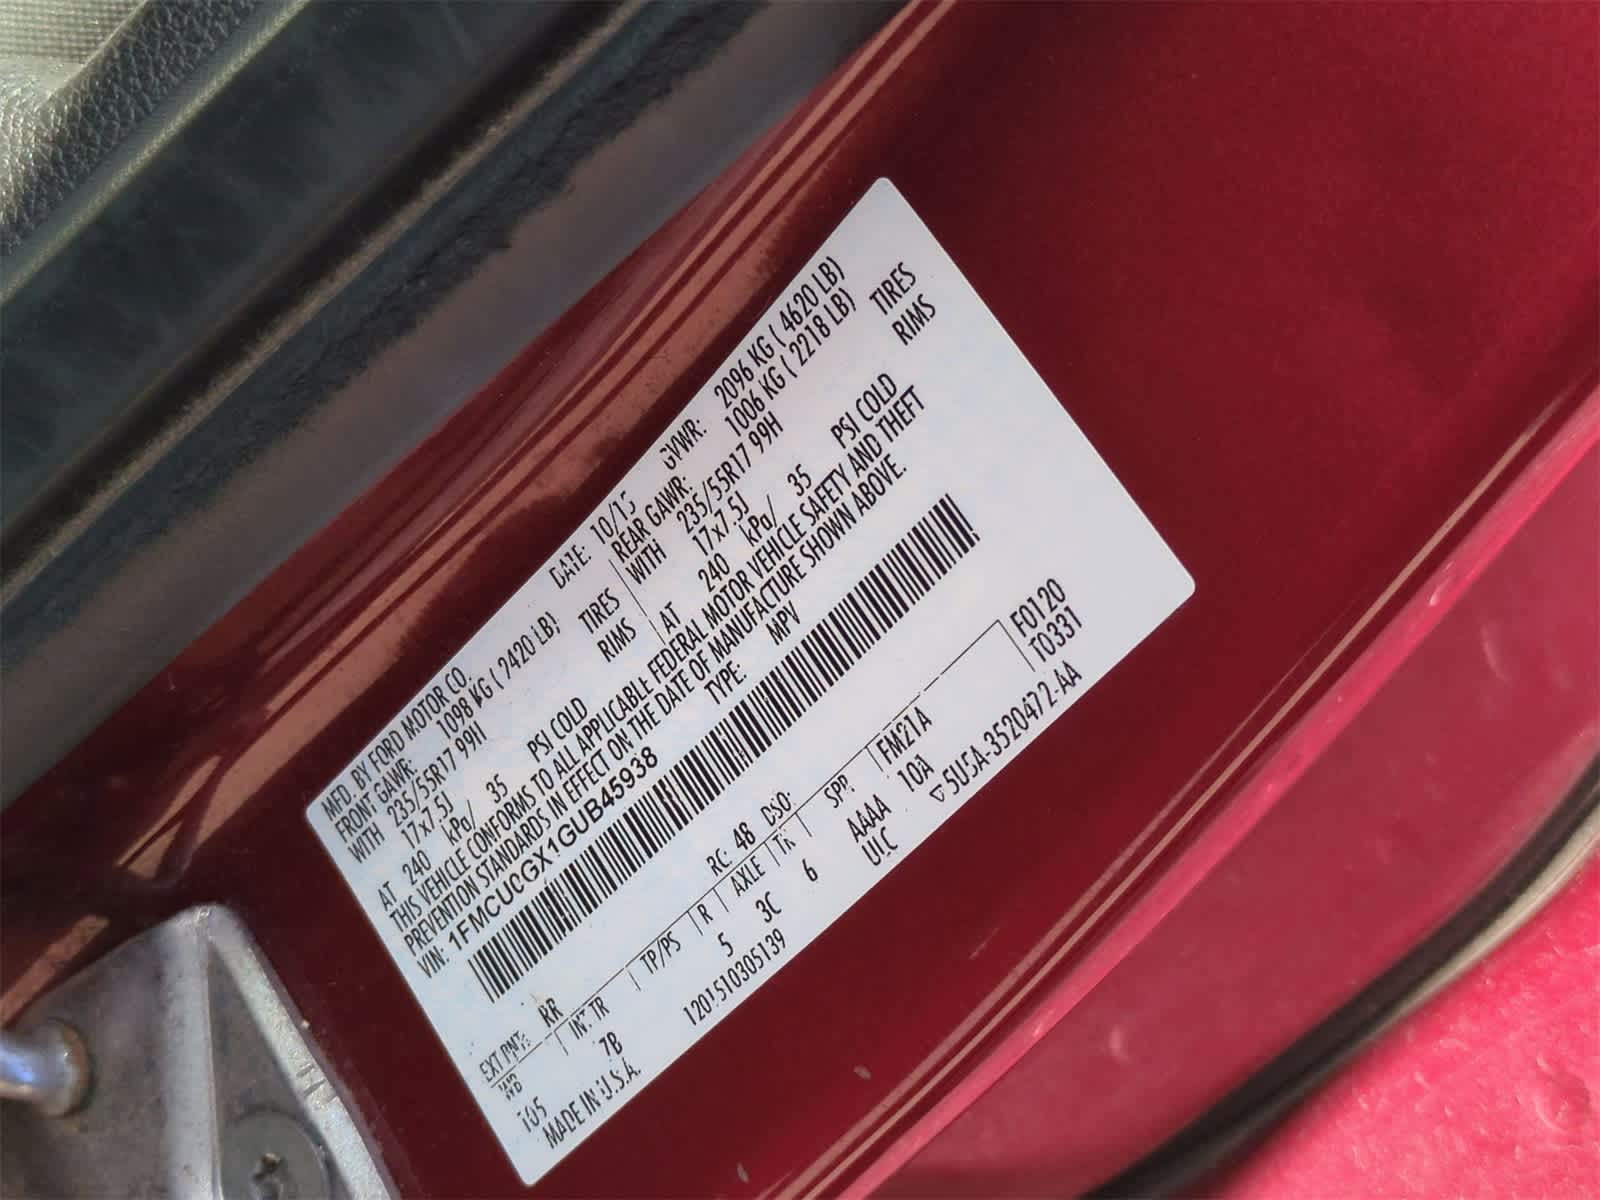 MFD. BY FORD MOTOR CO.
DATE: 10/15 GVWR: 2096 KG ( 4620 LB)
FRONT GAWR: 1098 KG ( 2420 LB)
REAR GAWR: 1006 KG ( 2218 LB)
WITH 235/55R17 99H TIRES
WITH 235/55R17 99H TIRES
17x7.5J RIMS
17x7.5J RIMS
AT 240 kPa/ 35 PSI COLD
AT 240 kPa/ 35 PSI COLD
THIS VEHICLE CONFORMS TO ALL APPLICABLE FEDERAL MOTOR VEHICLE SAFETY AND THEFT
PREVENTION STANDARDS IN EFFECT ON THE DATE OF MANUFACTURE SHOWN ABOVE.
VIN: 1FMCU0GX1GUB45938
TYPE: MPV
EXT PNT: RR RC: 48 DSO: FM21A F0120
WB INT TR TP/PS R AXLE TR SPR T0331
105 7B 5 3C 6 AAAA 10A
MADE IN U.S.A. ULC
1201510305139
5U5A-3520472-AA